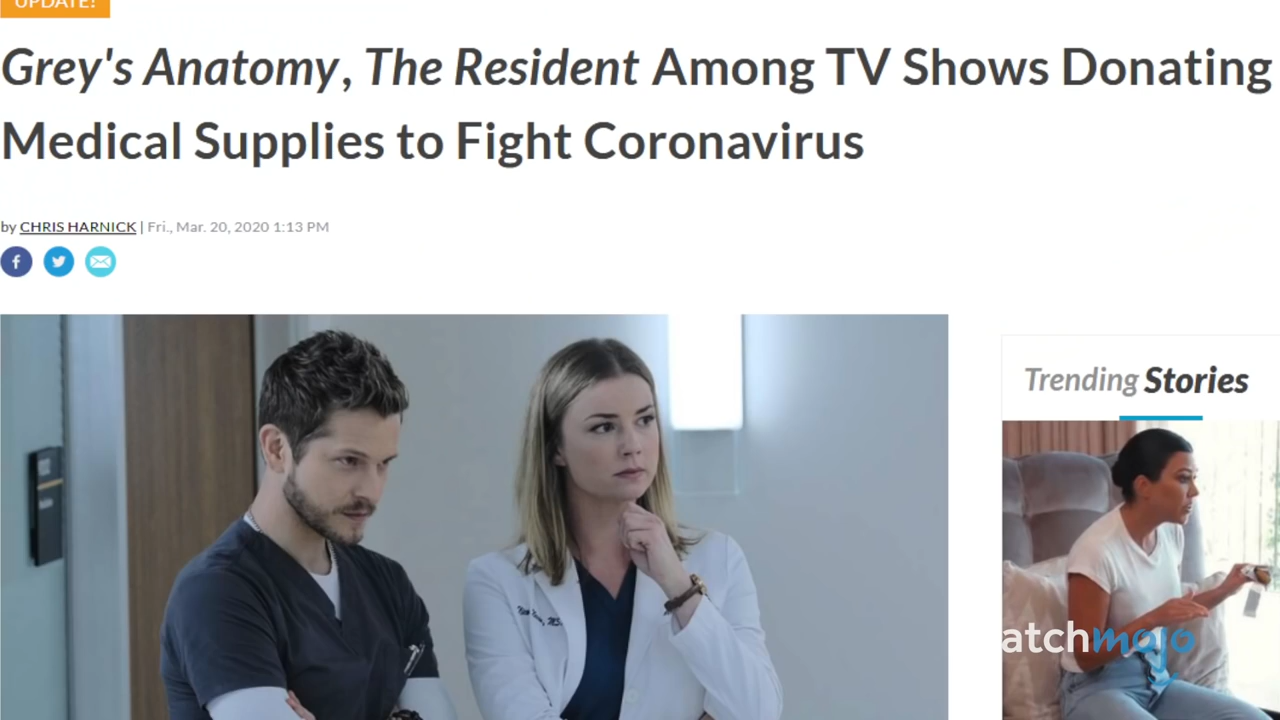 UPDATE!
Grey's Anatomy, The Resident Among TV Shows Donating
Medical Supplies to Fight Coronavirus
by CHRIS HARNICK | Fri., Mar. 20, 2020 1:13 PM
Trending Stories
atchmojo